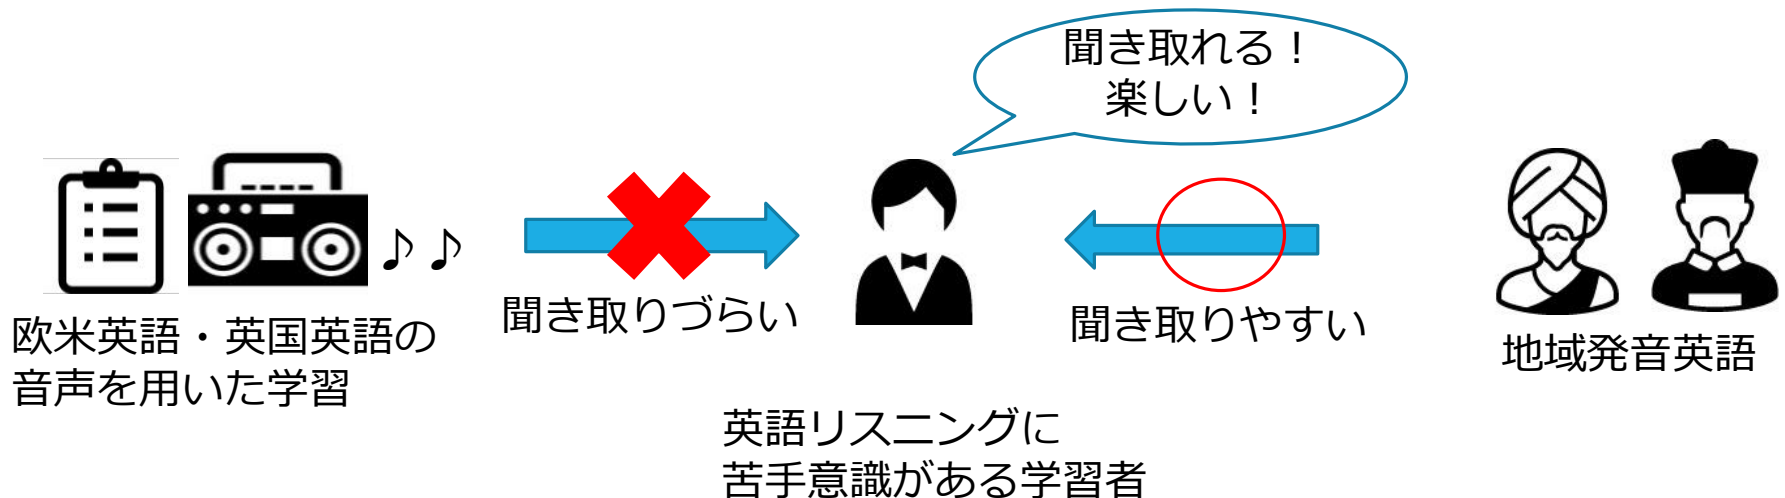 聞き取れる！
楽しい！
♪♪
聞き取りづらい
聞き取りやすい
欧米英語・英国英語の
音声を用いた学習
地域発音英語
英語リスニングに
苦手意識がある学習者